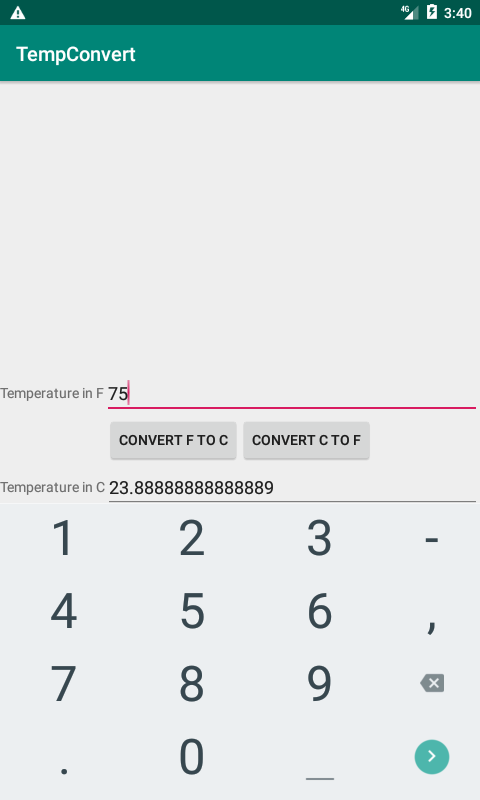 4G 3:40
TempConvert
Temperature in F 75
CONVERT F TO C CONVERT C TO F
Temperature in C 23.88888888888889
1 2 3 -
4 5 6 ,
7 8 9
. 0 _